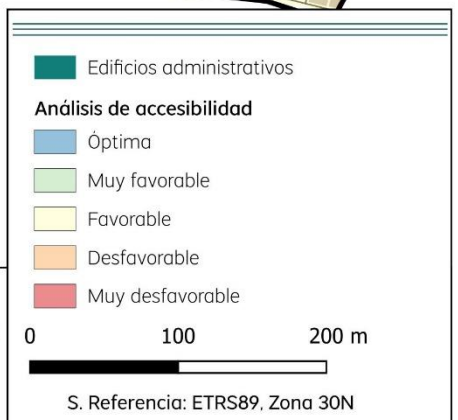 Edificios administrativos
Análisis de accesibilidad
Óptima
Muy favorable
Favorable
Desfavorable
Muy desfavorable
0 100 200 m
S. Referencia: ETRS89, Zona 30N